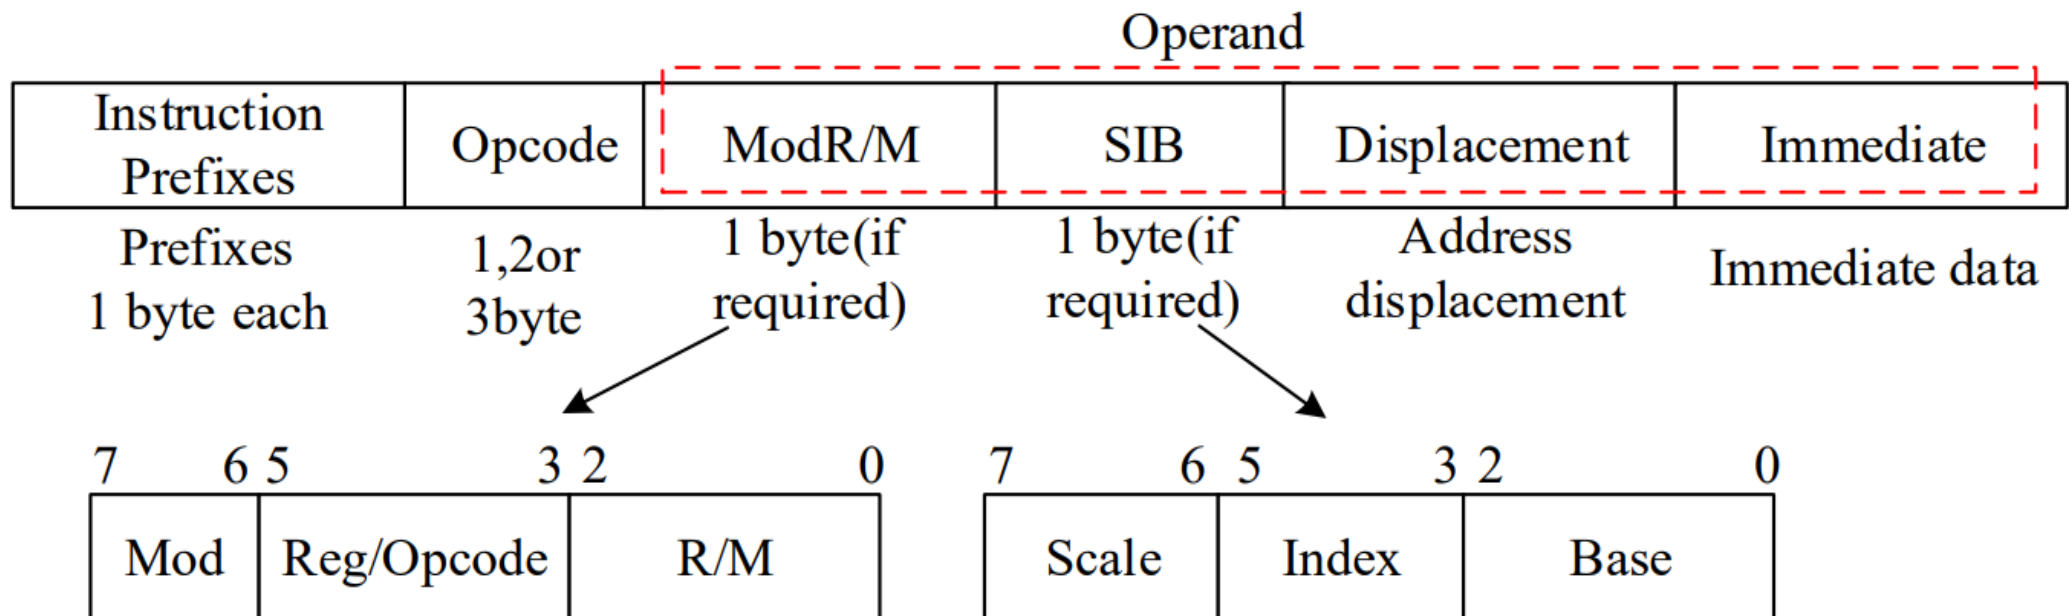 Operand
Instruction
Prefixes
Opcode
ModR/M
SIB
Displacement
Immediate
Prefixes
1 byte each
1,2or
3byte
1 byte(if
required)
1 byte(if
required)
Address
displacement
Immediate data
7 6 5 3 2 0
Mod
Reg/Opcode
R/M
7 6 5 3 2 0
Scale
Index
Base